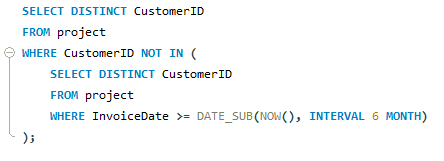 SELECT DISTINCT CustomerID
FROM project
WHERE CustomerID NOT IN (
SELECT DISTINCT CustomerID
FROM project
WHERE InvoiceDate >= DATE_SUB(NOW(), INTERVAL 6 MONTH)
);